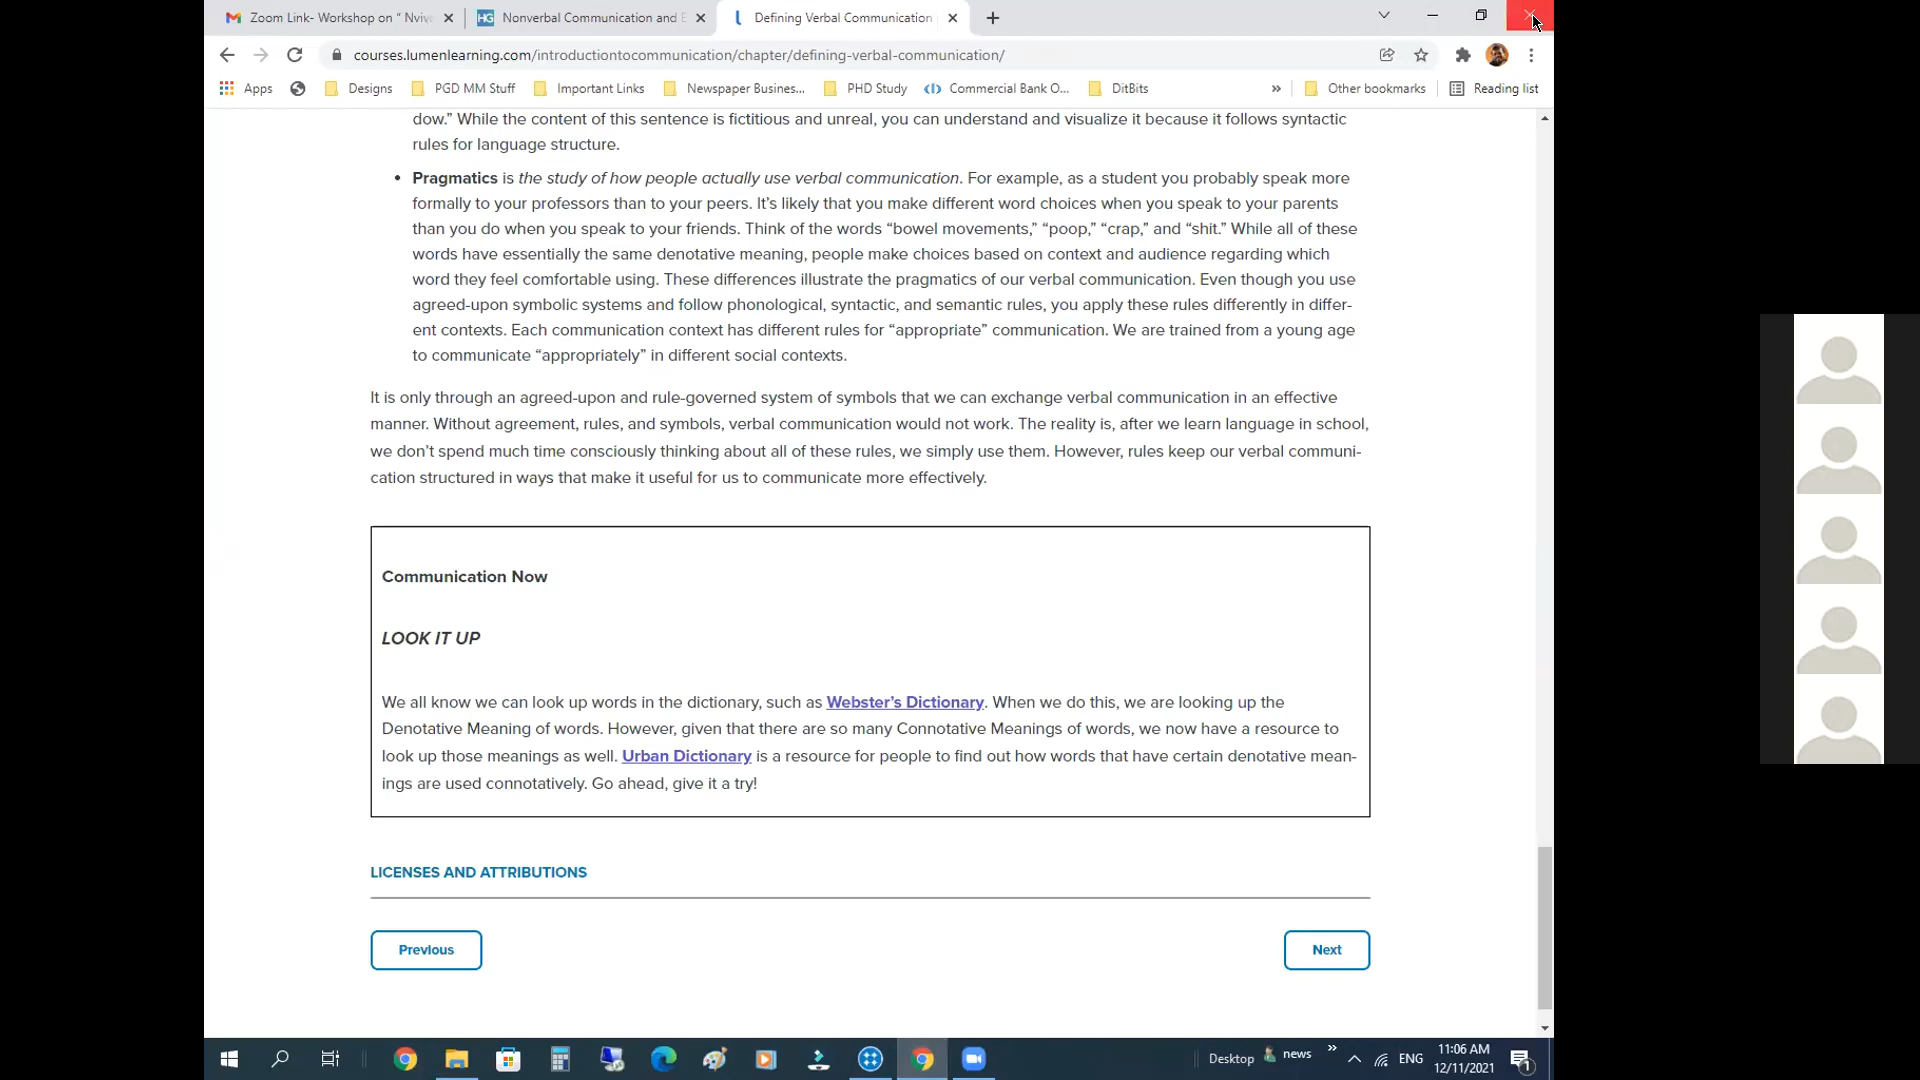 Zoom Link- Workshop on “ Nviv
Nonverbal Communication and E
Defining Verbal Communication
courses.lumenlearning.com/introductiontocommunication/chapter/defining-verbal-communication/
Apps
Designs
PGD MM Stuff
Important Links
Newspaper Busines...
PHD Study
Commercial Bank O...
DitBits
»
Other bookmarks
Reading list
dow.” While the content of this sentence is fictitious and unreal, you can understand and visualize it because it follows syntactic
rules for language structure.
• Pragmatics is the study of how people actually use verbal communication. For example, as a student you probably speak more
formally to your professors than to your peers. It’s likely that you make different word choices when you speak to your parents
than you do when you speak to your friends. Think of the words “bowel movements,” “poop,” “crap,” and “shit.” While all of these
words have essentially the same denotative meaning, people make choices based on context and audience regarding which
word they feel comfortable using. These differences illustrate the pragmatics of our verbal communication. Even though you use
agreed-upon symbolic systems and follow phonological, syntactic, and semantic rules, you apply these rules differently in differ-
ent contexts. Each communication context has different rules for “appropriate” communication. We are trained from a young age
to communicate “appropriately” in different social contexts.
It is only through an agreed-upon and rule-governed system of symbols that we can exchange verbal communication in an effective
manner. Without agreement, rules, and symbols, verbal communication would not work. The reality is, after we learn language in school,
we don’t spend much time consciously thinking about all of these rules, we simply use them. However, rules keep our verbal communi-
cation structured in ways that make it useful for us to communicate more effectively.
Communication Now
LOOK IT UP
We all know we can look up words in the dictionary, such as Webster’s Dictionary. When we do this, we are looking up the
Denotative Meaning of words. However, given that there are so many Connotative Meanings of words, we now have a resource to
look up those meanings as well. Urban Dictionary is a resource for people to find out how words that have certain denotative mean-
ings are used connotatively. Go ahead, give it a try!
LICENSES AND ATTRIBUTIONS
Previous
Next
Desktop
news
»
ENG
11:06 AM
12/11/2021
1